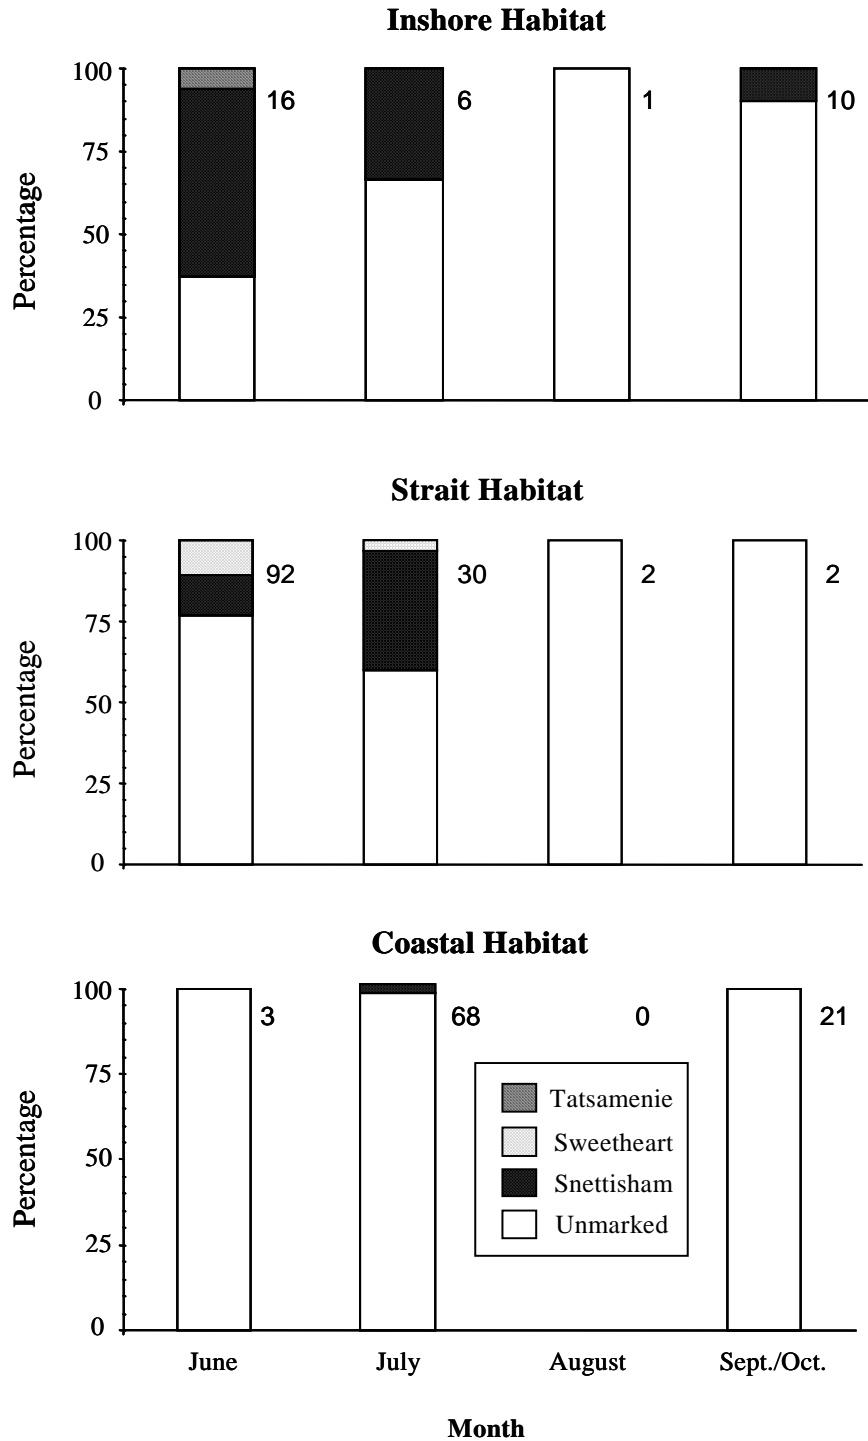 Inshore Habitat
100
75
50
25
0
Percentage
16
6
1
10
Strait Habitat
100
75
50
25
0
Percentage
92
30
2
2
Coastal Habitat
100
75
50
25
0
Percentage
3
68
0
21
Tatsamenie
Sweetheart
Snettisham
Unmarked
June July August Sept./Oct.
Month